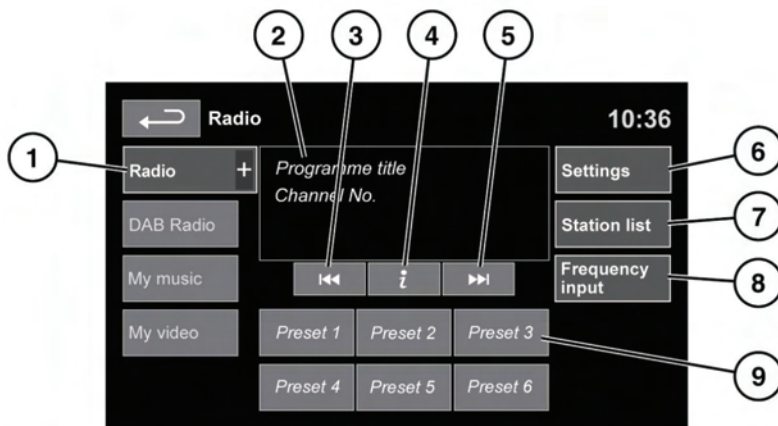 2 3 4 5
Radio 10:36
1 Radio + Programme title Settings 6
Channel No.
DAB Radio Station list 7
My music i Frequency input 8
My video Preset 1 Preset 2 Preset 3
Preset 4 Preset 5 Preset 6 9